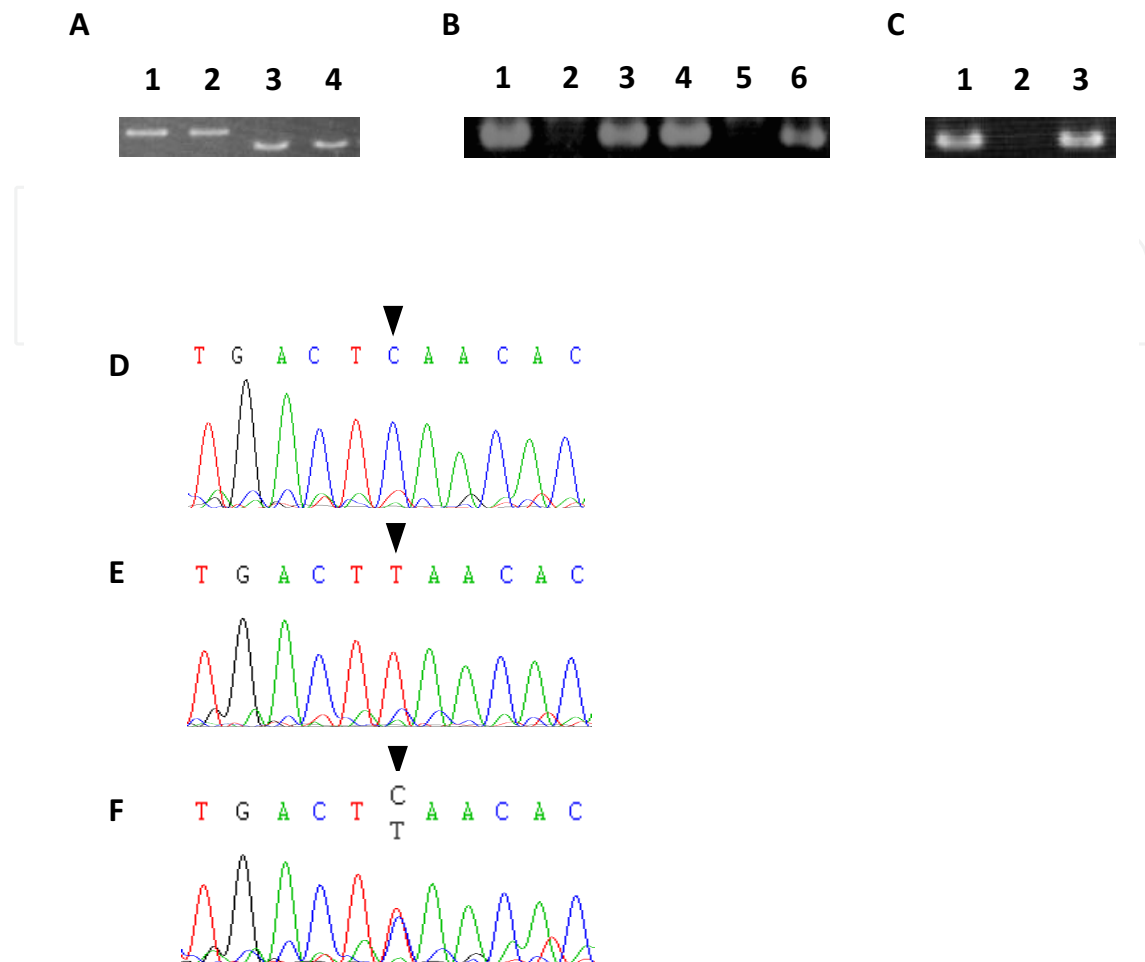 A B C
1 2 3 4 1 2 3 4 5 6 1 2 3
D T G A C T C A A C A C
E T G A C T T A A C A C
C
F T G A C T A A C A C
T